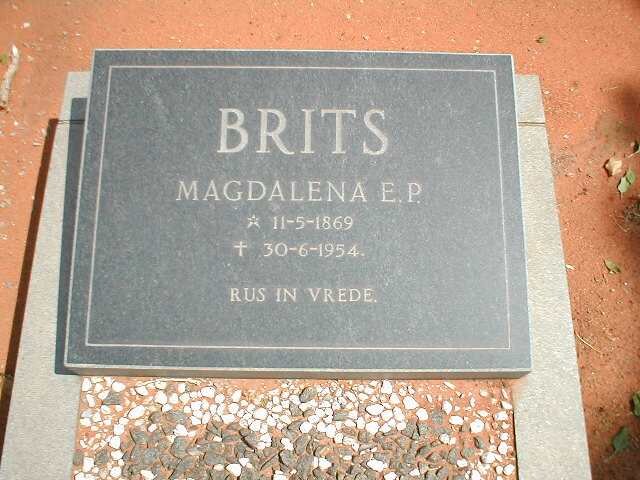 BRITS
MAGDALENA E.P.
☆ 11-5-1869
✝ 30-6-1954.
RUS IN VREDE.